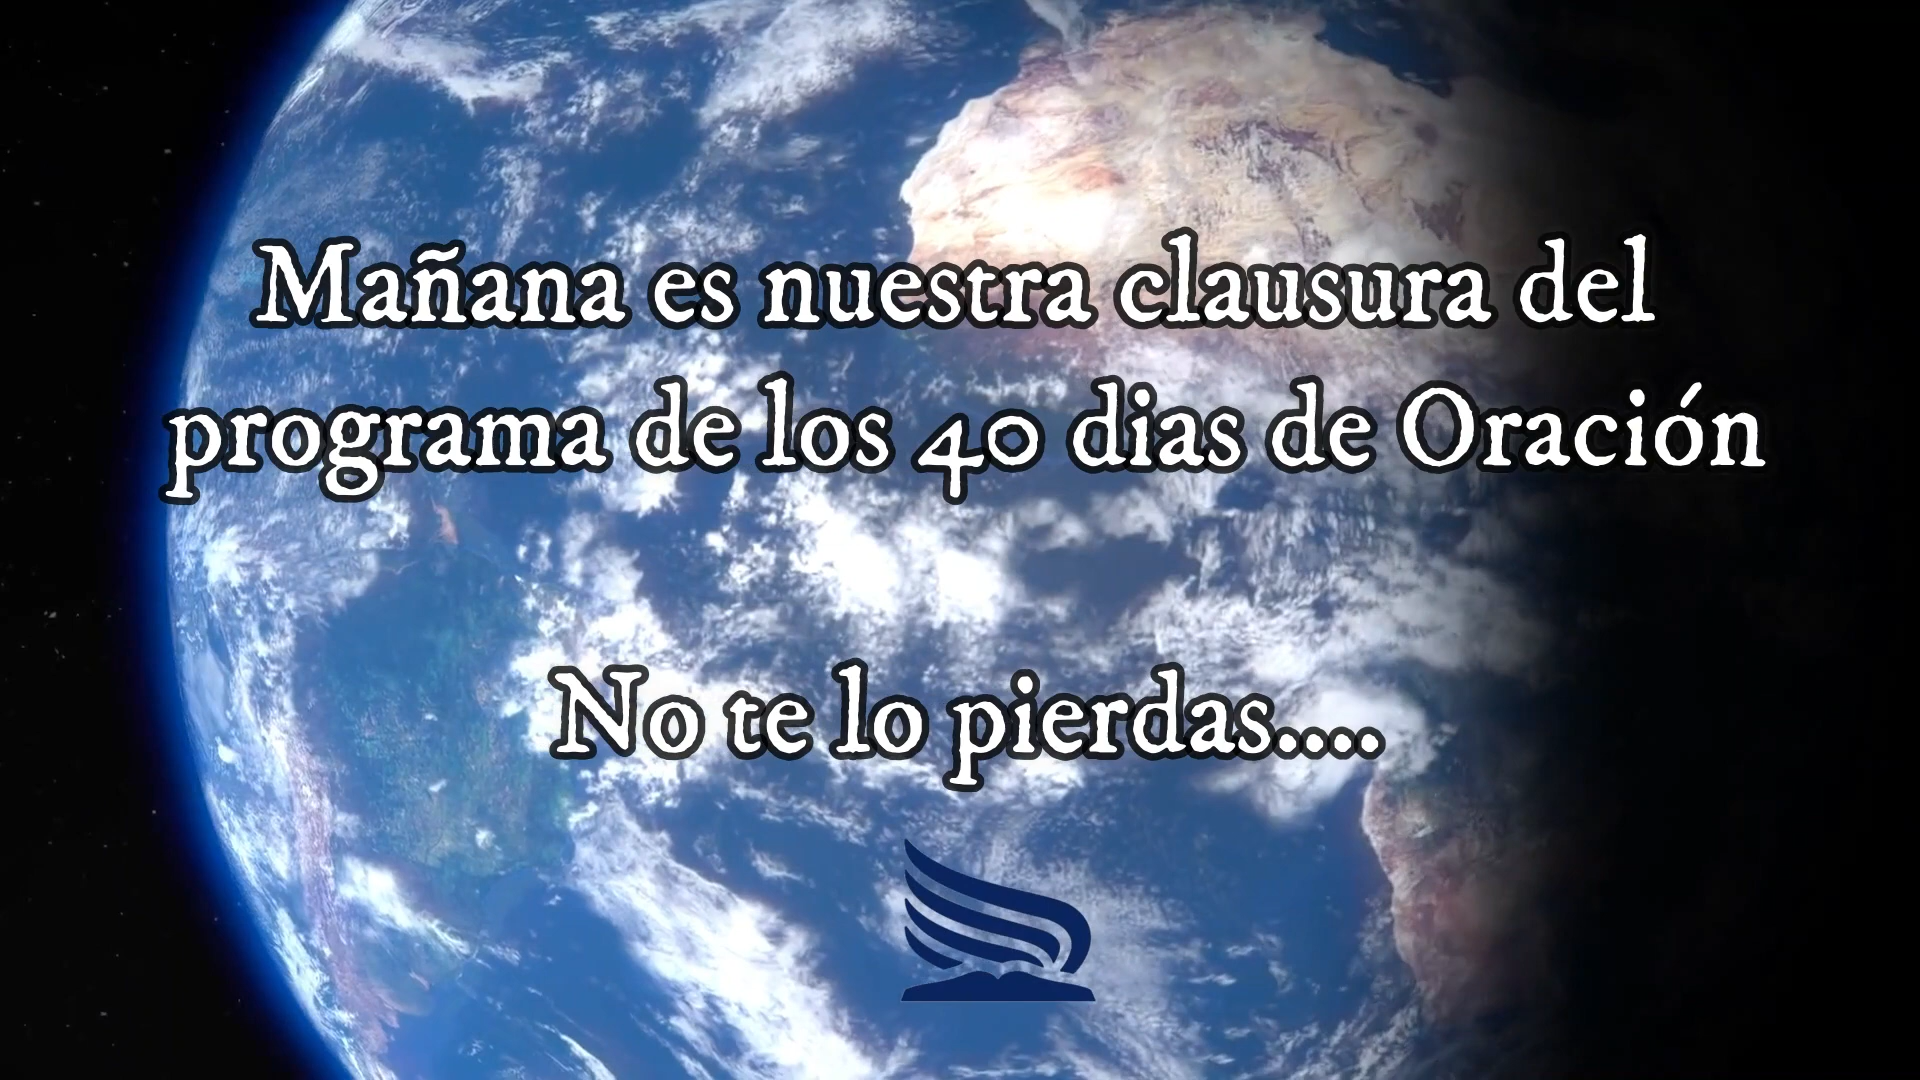 Mañana es nuestra clausura del
programa de los 40 dias de Oración
No te lo pierdas....